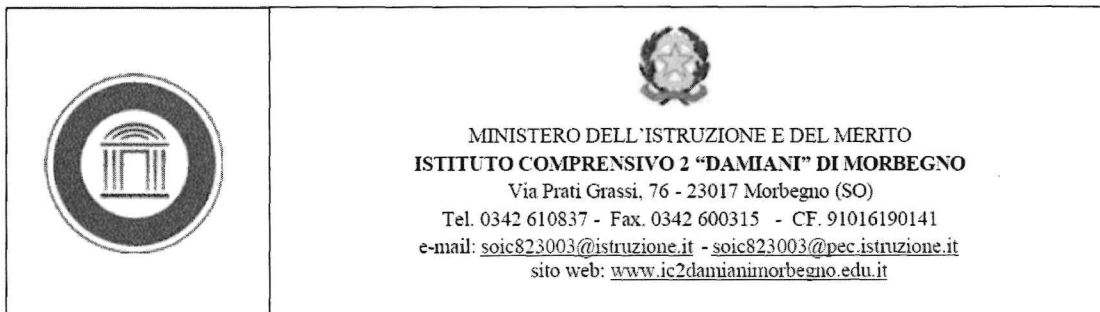 MINISTERO DELL'ISTRUZIONE E DEL MERITO
ISTITUTO COMPRENSIVO 2 “DAMIANI” DI MORBEGNO
Via Prati Grassi, 76 - 23017 Morbegno (SO)
Tel. 0342 610837 - Fax. 0342 600315 - CF. 91016190141
e-mail: soic823003@istruzione.it - soic823003@pec.istruzione.it
sito web: www.ic2damianimorbegno.edu.it